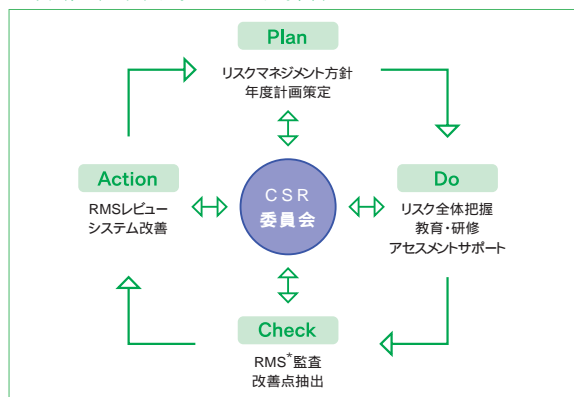 Plan
リスクマネジメント方針
年度計画策定
Action
RMSレビュー
システム改善
CSR
委員会
Do
リスク全体把握
教育・研修
アセスメントサポート
Check
RMS*監査
改善点抽出